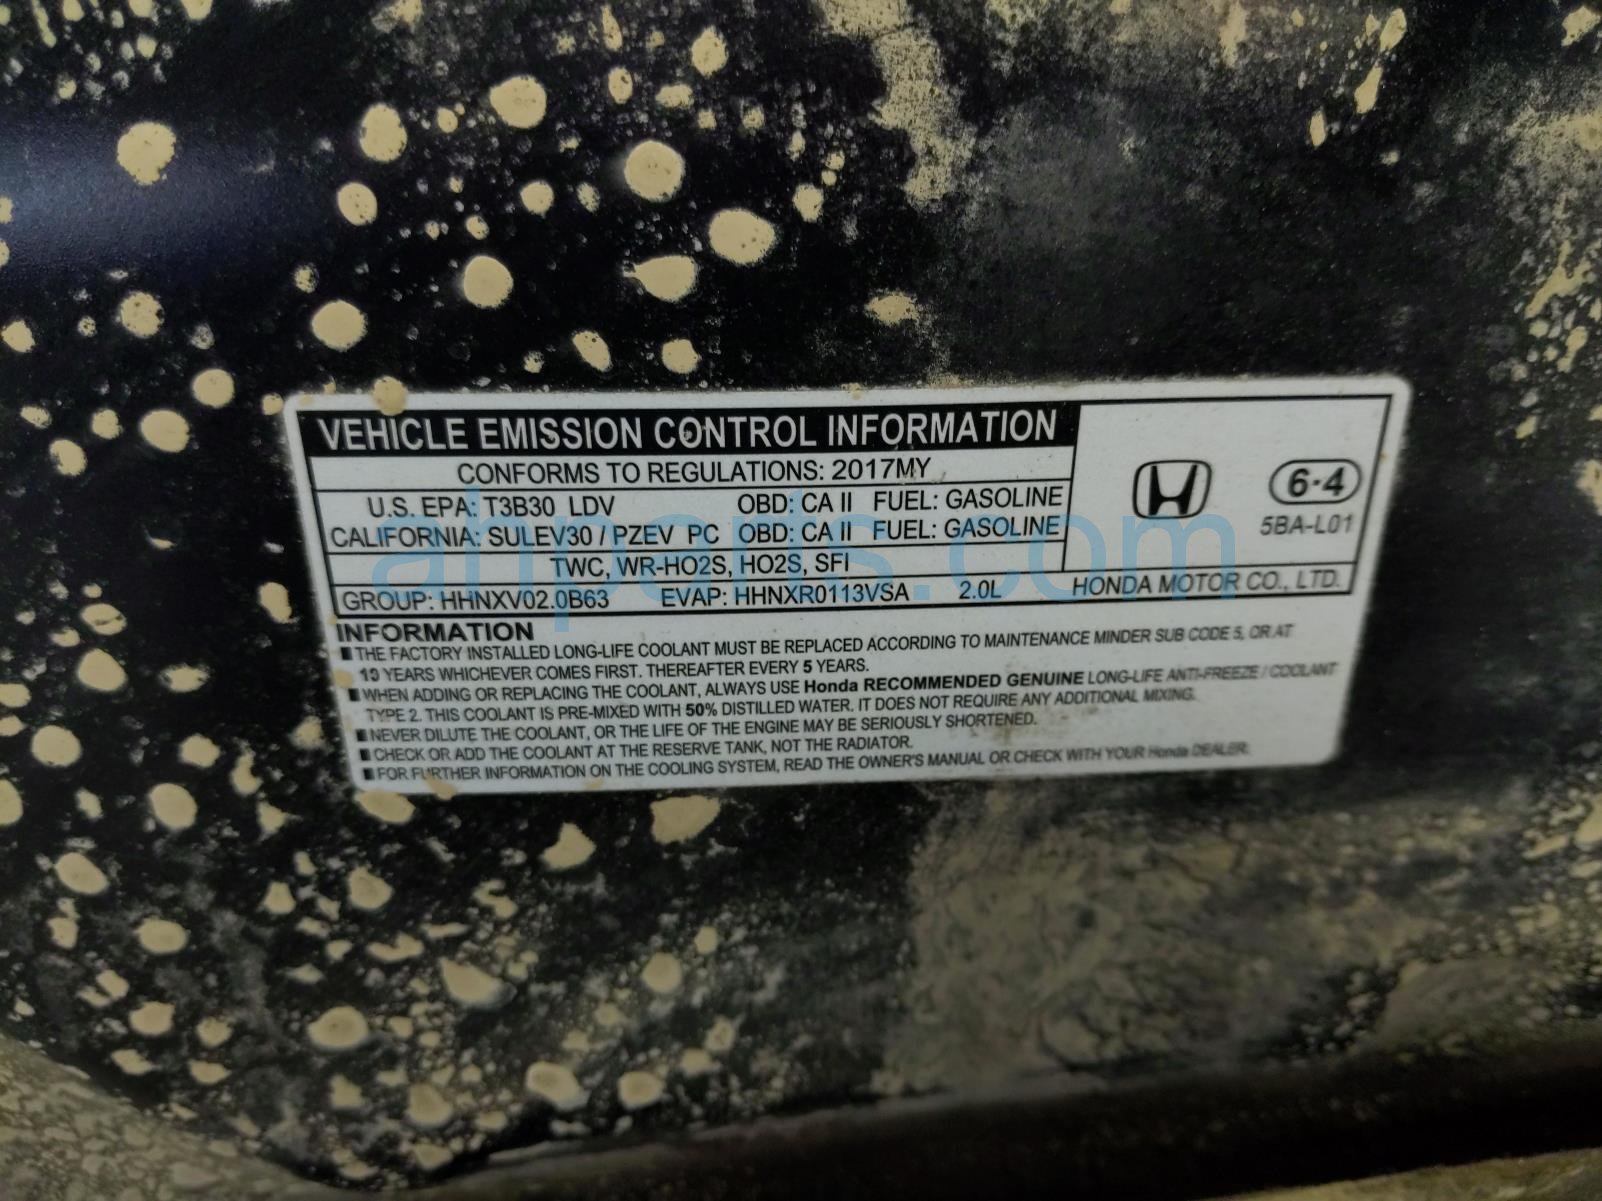 VEHICLE EMISSION CONTROL INFORMATION
CONFORMS TO REGULATIONS: 2017MY
U.S. EPA: T3B30 LDV OBD: CA II FUEL: GASOLINE
CALIFORNIA: SULEV30 / PZEV PC OBD: CA II FUEL: GASOLINE
TWC, WR-HO2S, HO2S, SFI
GROUP: HHNXV02.0B63 EVAP: HHNXR0113VSA 2.0L HONDA MOTOR CO., LTD.
6·4
5BA-L01
INFORMATION
■ THE FACTORY INSTALLED LONG-LIFE COOLANT MUST BE REPLACED ACCORDING TO MAINTENANCE MINDER SUB CODE 5, OR AT
10 YEARS WHICHEVER COMES FIRST. THEREAFTER EVERY 5 YEARS.
■ WHEN ADDING OR REPLACING THE COOLANT, ALWAYS USE Honda RECOMMENDED GENUINE LONG-LIFE ANTI-FREEZE / COOLANT
TYPE 2. THIS COOLANT IS PRE-MIXED WITH 50% DISTILLED WATER. IT DOES NOT REQUIRE ANY ADDITIONAL MIXING.
■ NEVER DILUTE THE COOLANT, OR THE LIFE OF THE ENGINE MAY BE SERIOUSLY SHORTENED.
■ CHECK OR ADD THE COOLANT AT THE RESERVE TANK, NOT THE RADIATOR.
■ FOR FURTHER INFORMATION ON THE COOLING SYSTEM, READ THE OWNER'S MANUAL OR CHECK WITH YOUR Honda DEALER.
ahparts.com